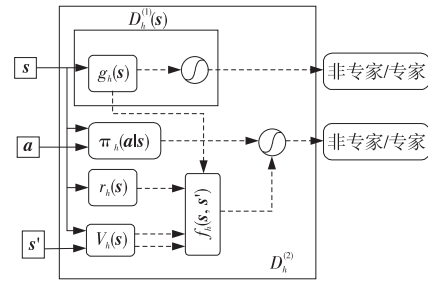 D_h^{(1)}(s)
s
g_h(s)
非专家/专家
a
π_h(a|s)
非专家/专家
r_h(s)
f_h(s, s')
s'
V_h(s)
D_h^{(2)}